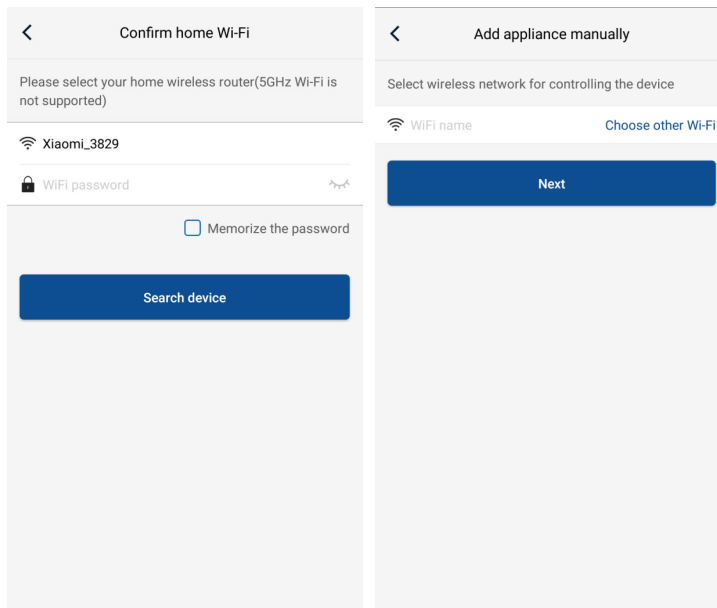 Confirm home Wi-Fi
Please select your home wireless router(5GHz Wi-Fi is
not supported)
Xiaomi_3829
WiFi password
Memorize the password
Search device
Add appliance manually
Select wireless network for controlling the device
WiFi name
Choose other Wi-Fi
Next